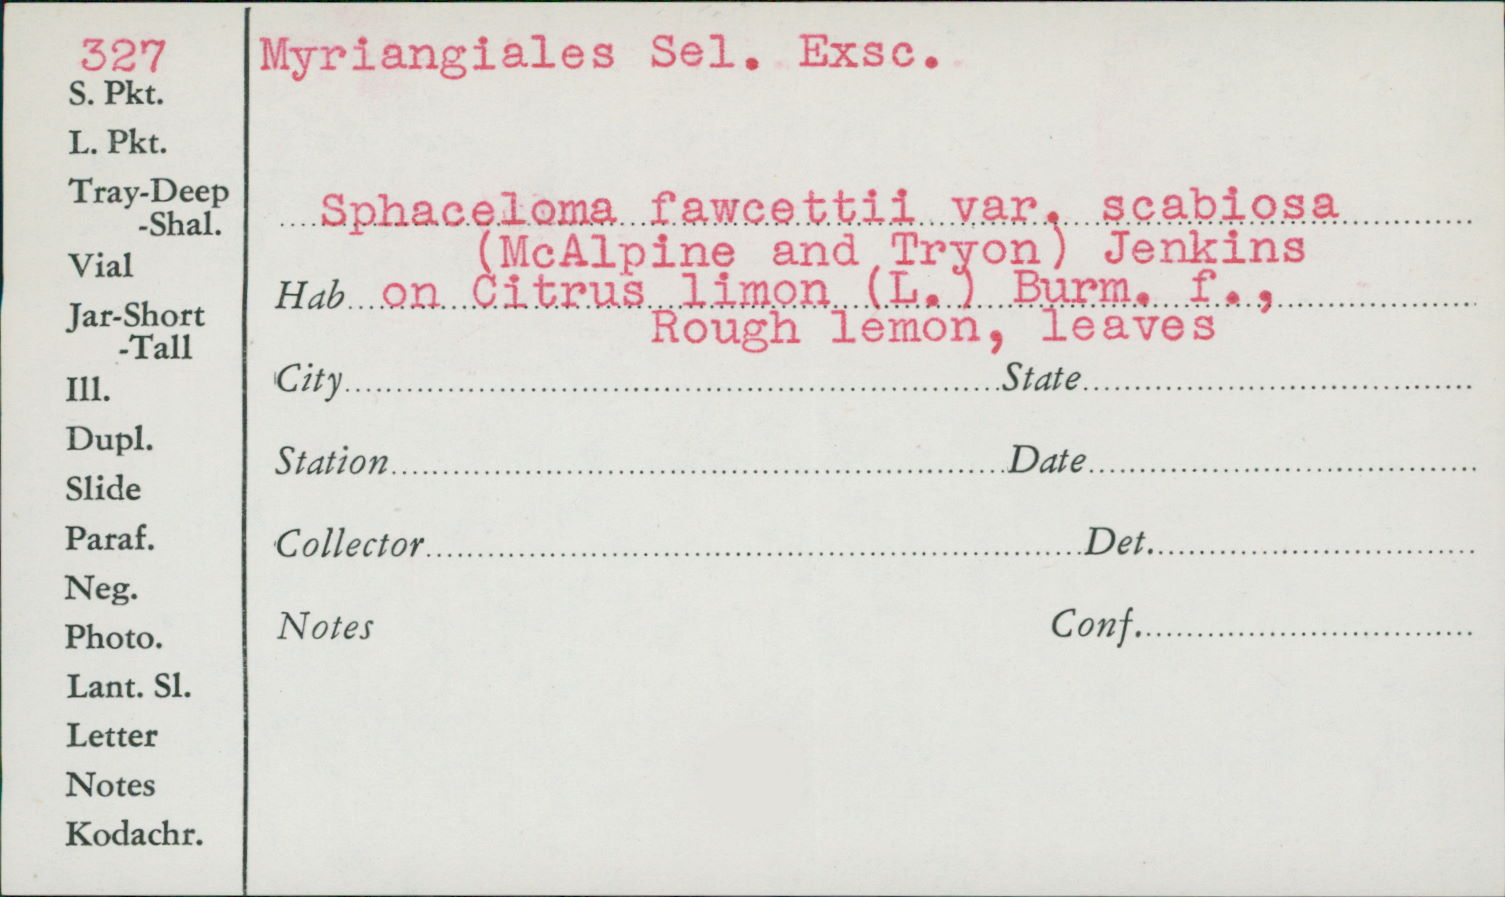 327
S. Pkt.
L. Pkt.
Tray-Deep
-Shal.
Vial
Jar-Short
-Tall
Ill.
Dupl.
Slide
Paraf.
Neg.
Photo.
Lant. Sl.
Letter
Notes
Kodachr.
Myriangiales Sel. Exsc.
Sphaceloma fawcettii var. scabiosa
(McAlpine and Tryon) Jenkins
Hab. on Citrus limon (L.) Burm. f.,
Rough lemon, leaves
City State
Station Date
Collector Det.
Notes Conf.